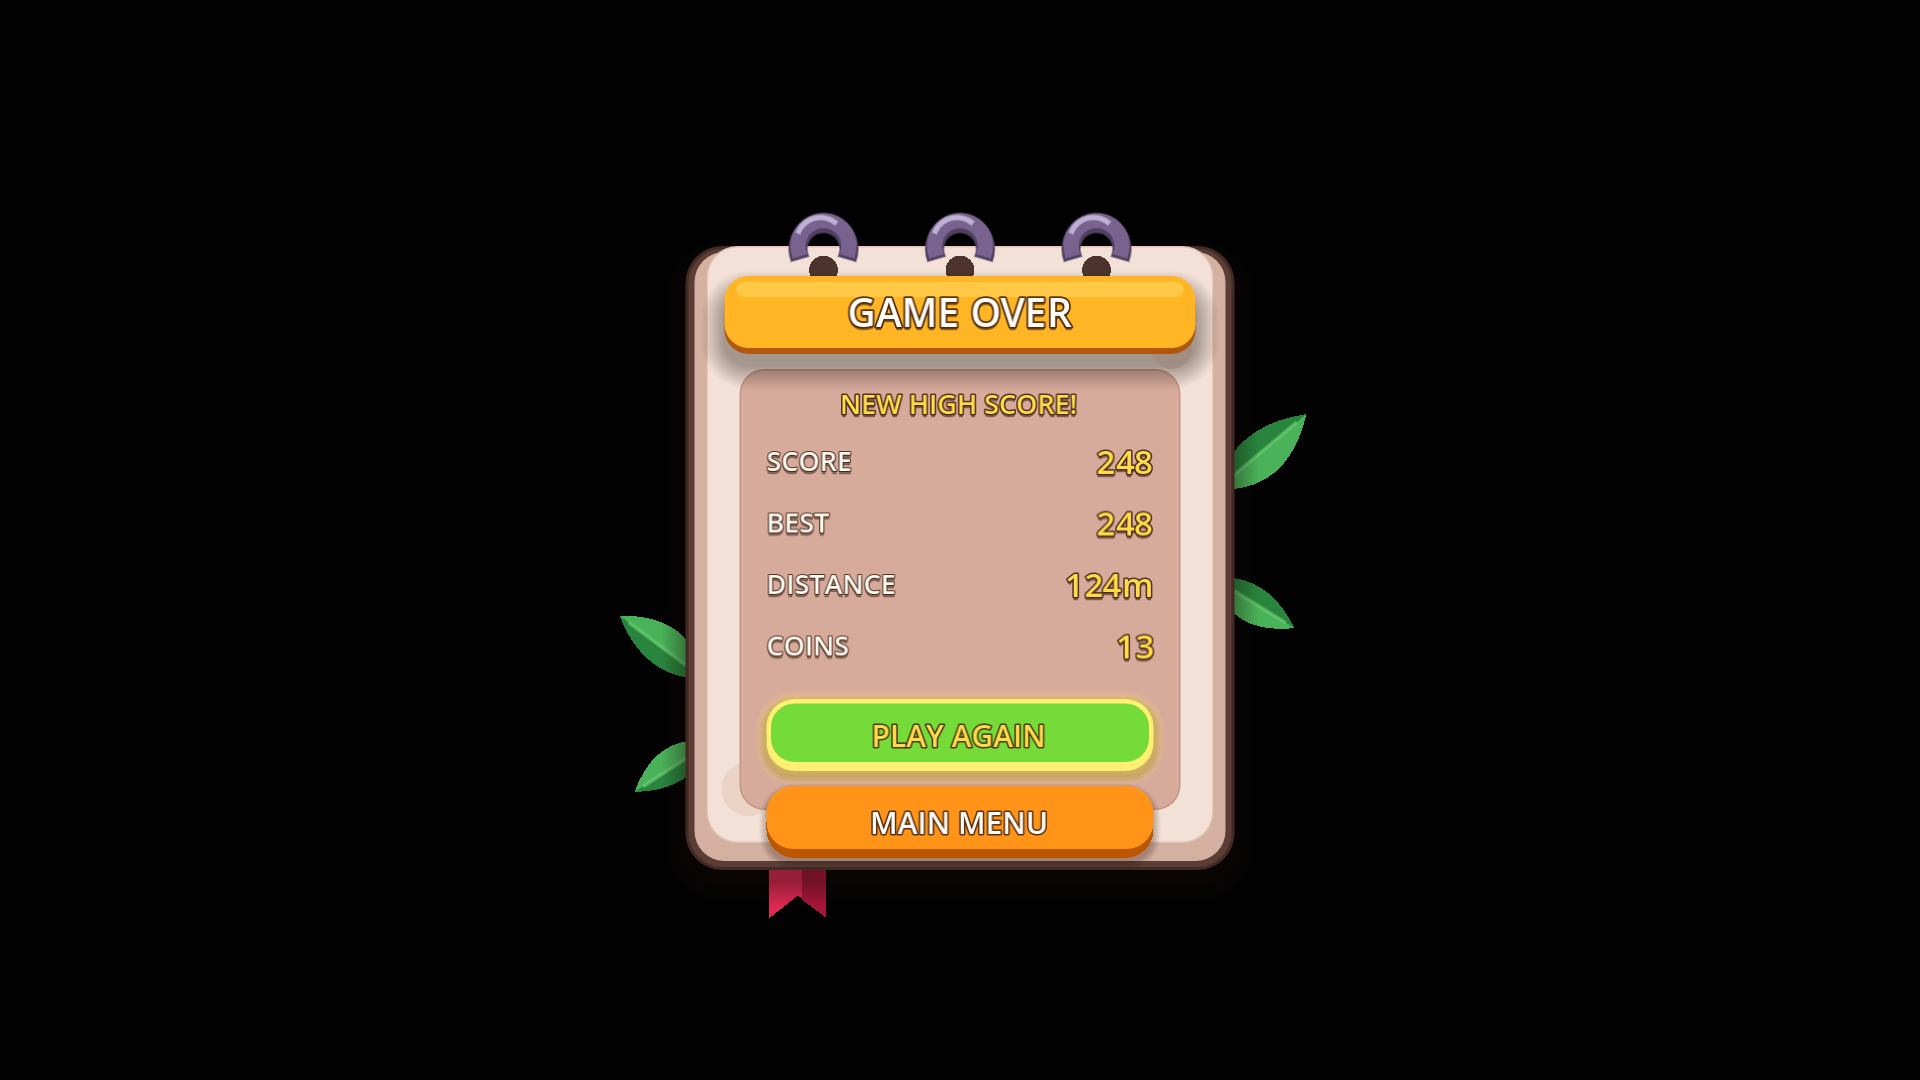 GAME OVER
NEW HIGH SCORE!
SCORE 248
BEST 248
DISTANCE 124m
COINS 13
PLAY AGAIN
MAIN MENU